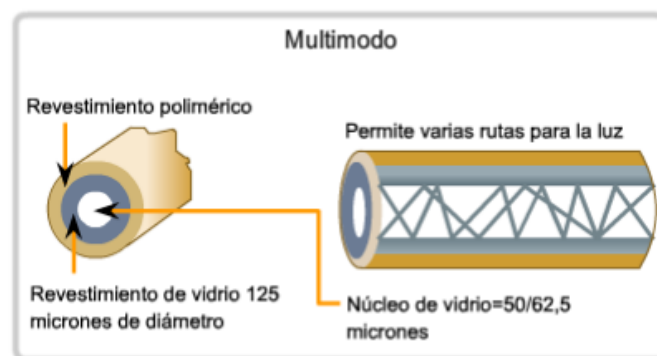 Multimodo
Revestimiento polimérico
Permite varias rutas para la luz
Revestimiento de vidrio 125
micrones de diámetro
Núcleo de vidrio=50/62,5
micrones